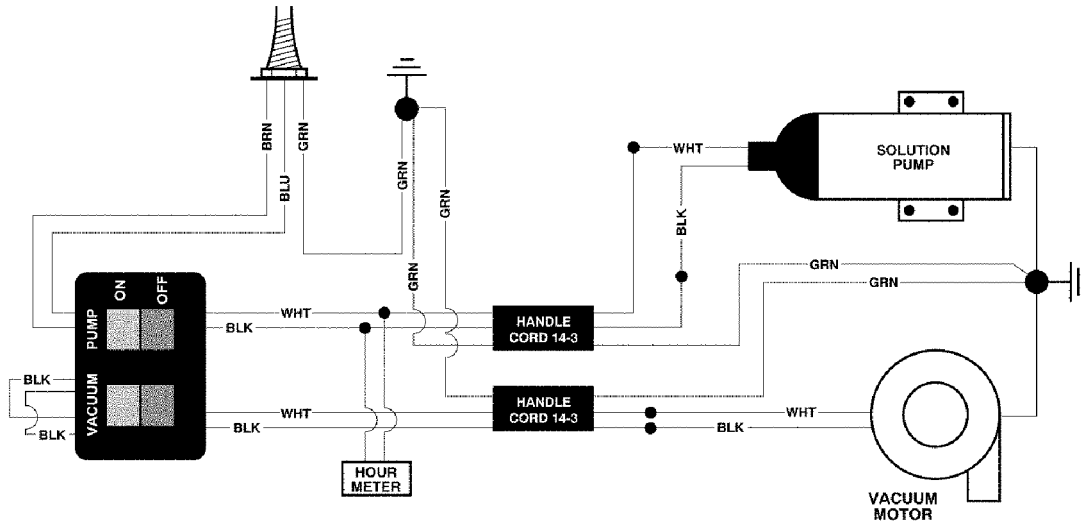 BRN
BLU
GRN
GRN
GRN
GRN
WHT
BLK
SOLUTION
PUMP
GRN
GRN
ON
OFF
PUMP
VACUUM
WHT
BLK
HANDLE
CORD 14-3
BLK
BLK
WHT
BLK
HANDLE
CORD 14-3
WHT
BLK
HOUR
METER
VACUUM
MOTOR